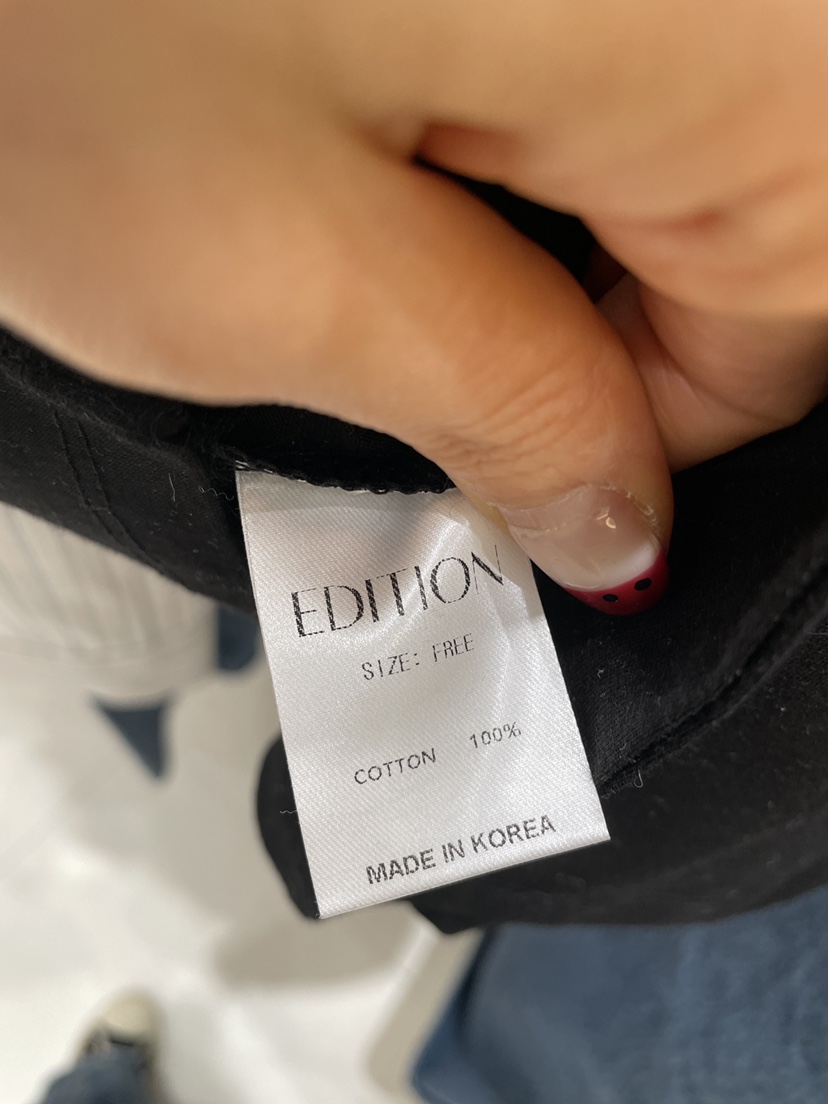 EDITION
SIZE: FREE
COTTON 100%
MADE IN KOREA